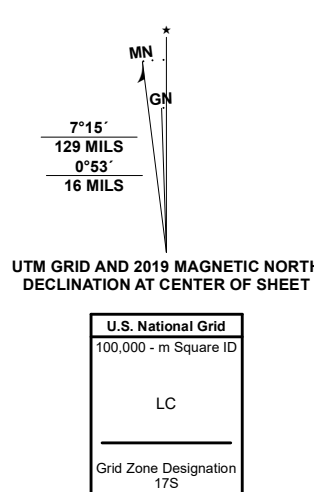 MN
GN
7°15´
129 MILS
0°53´
16 MILS
UTM GRID AND 2019 MAGNETIC NORTH
DECLINATION AT CENTER OF SHEET
U.S. National Grid
100,000 - m Square ID
LC
Grid Zone Designation
17S